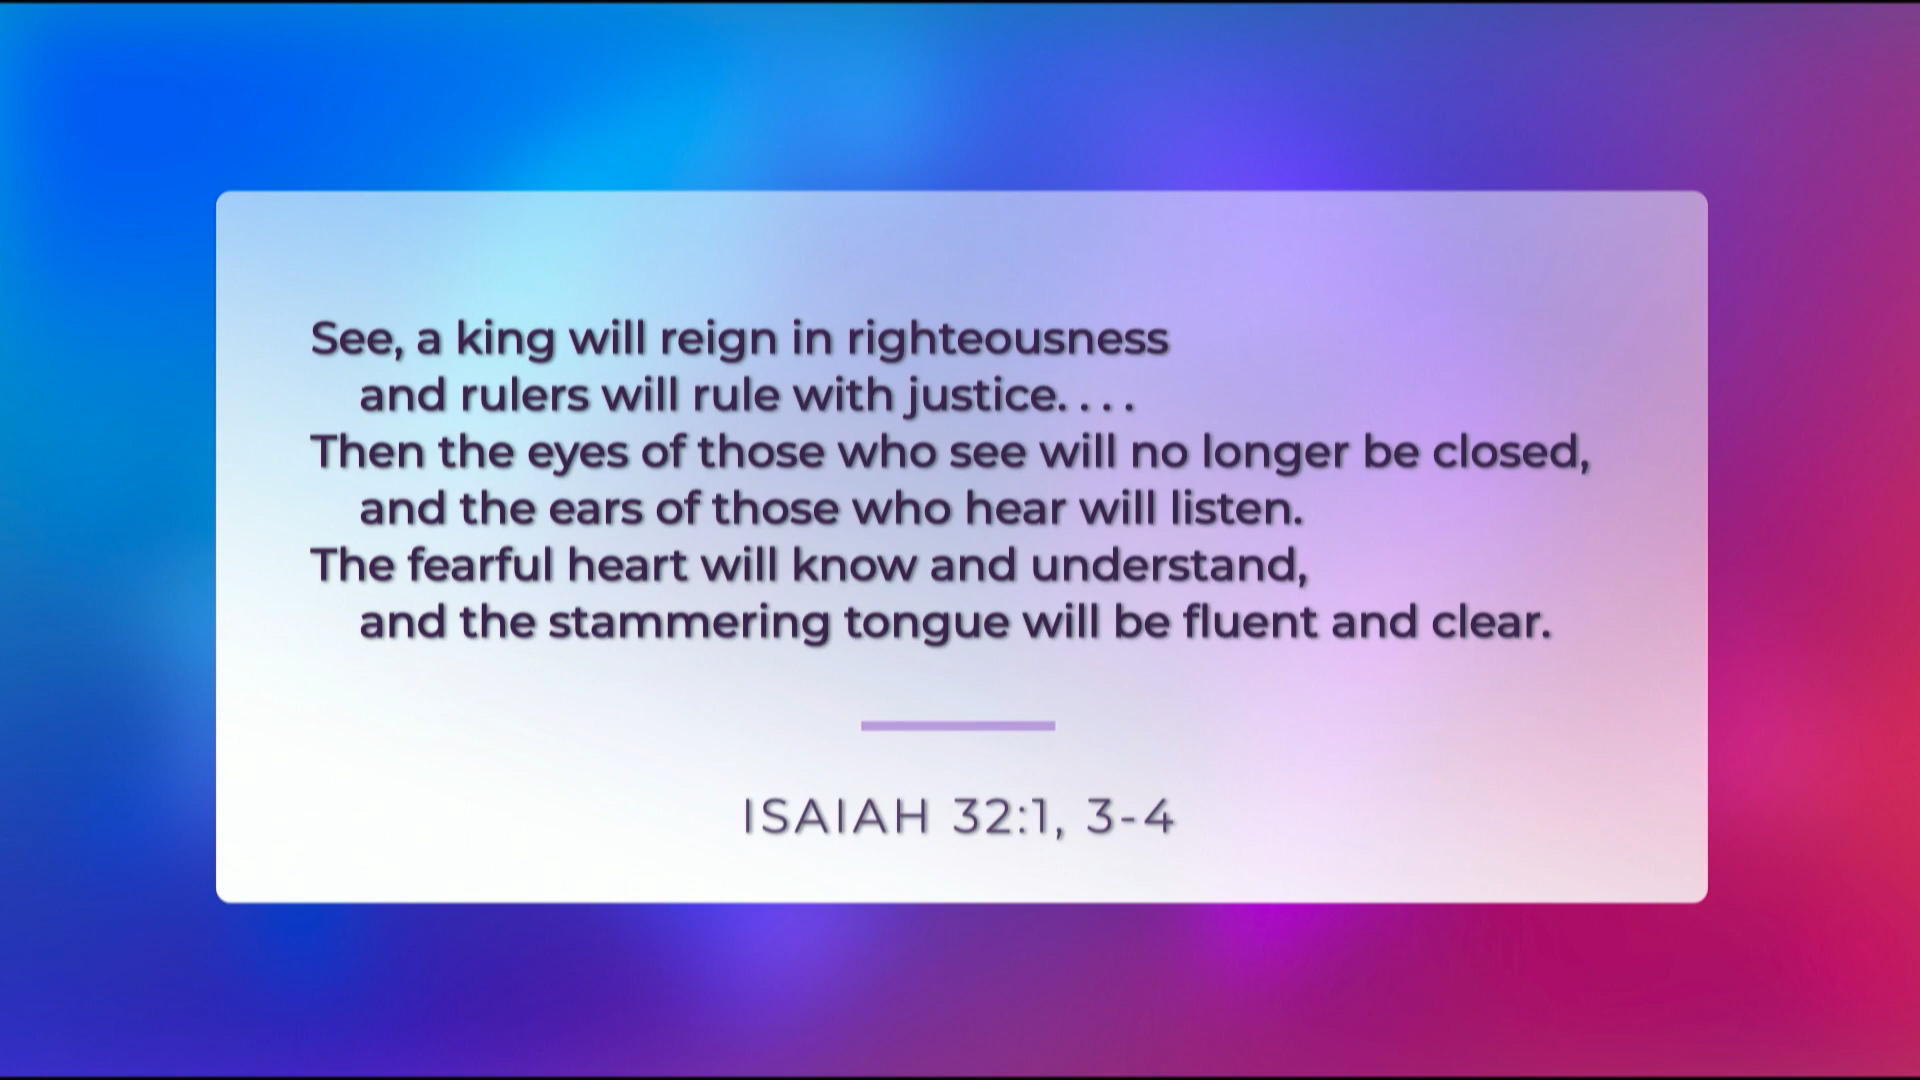 See, a king will reign in righteousness
and rulers will rule with justice. . . .
Then the eyes of those who see will no longer be closed,
and the ears of those who hear will listen.
The fearful heart will know and understand,
and the stammering tongue will be fluent and clear.
ISAIAH 32:1, 3-4